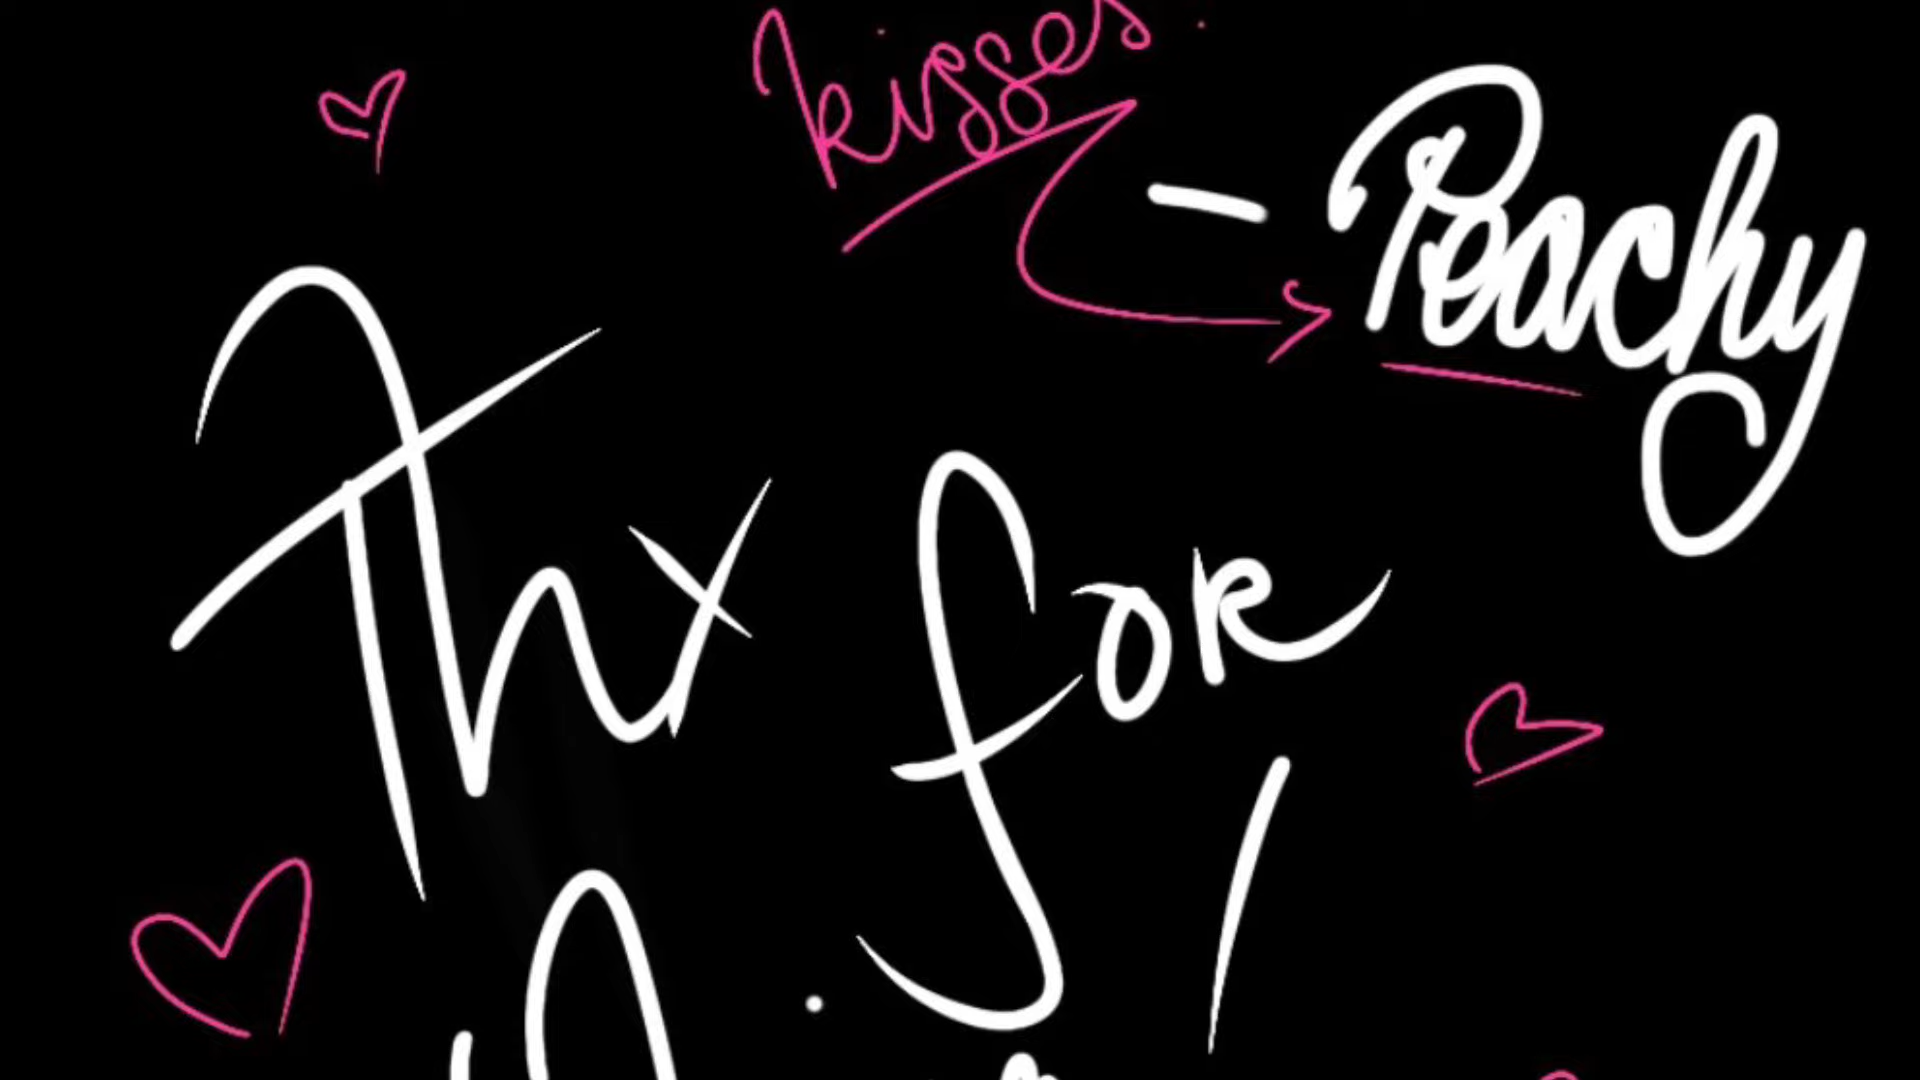 kisses
- Peachy
Thx for